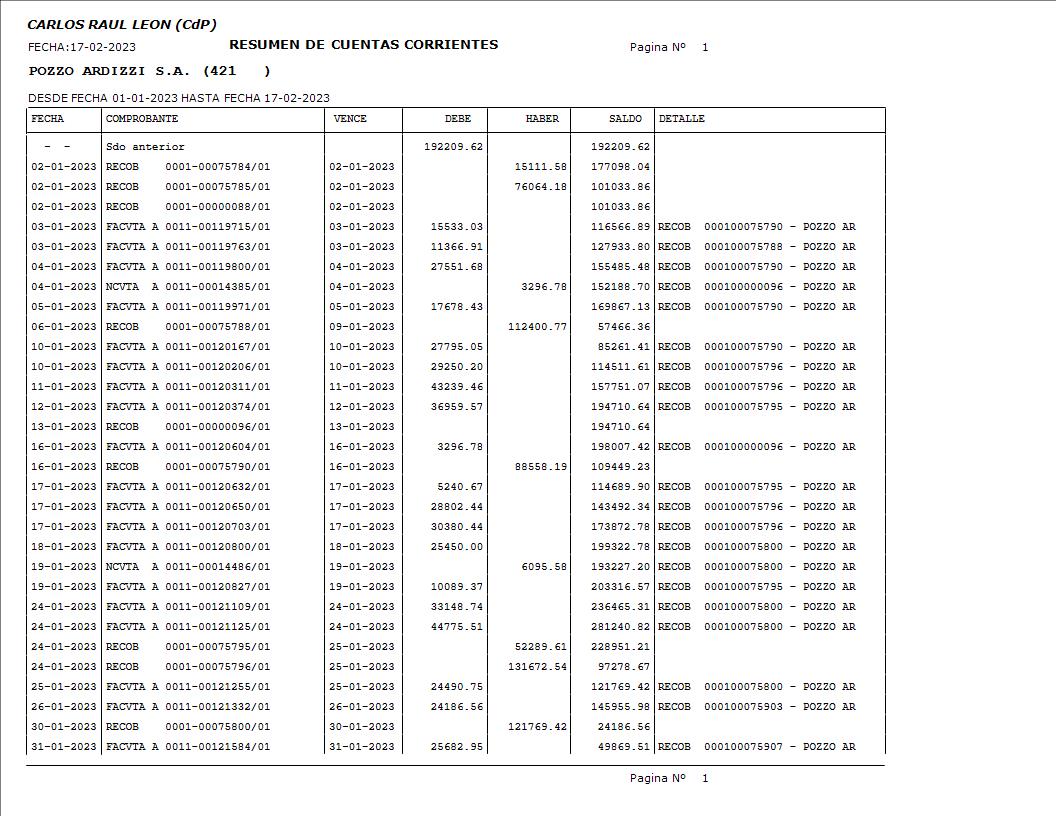 CARLOS RAUL LEON (CdP)
FECHA:17-02-2023 RESUMEN DE CUENTAS CORRIENTES Pagina Nº 1
POZZO ARDIZZI S.A. (421 )
DESDE FECHA 01-01-2023 HASTA FECHA 17-02-2023
FECHA COMPROBANTE VENCE DEBE HABER SALDO DETALLE
- - Sdo anterior 192209.62 192209.62
02-01-2023 RECOB 0001-00075784/01 02-01-2023 15111.58 177098.04
02-01-2023 RECOB 0001-00075785/01 02-01-2023 76064.18 101033.86
02-01-2023 RECOB 0001-00000088/01 02-01-2023 101033.86
03-01-2023 FACVTA A 0011-00119715/01 03-01-2023 15533.03 116566.89 RECOB 000100075790 - POZZO AR
03-01-2023 FACVTA A 0011-00119763/01 03-01-2023 11366.91 127933.80 RECOB 000100075788 - POZZO AR
04-01-2023 FACVTA A 0011-00119800/01 04-01-2023 27551.68 155485.48 RECOB 000100075790 - POZZO AR
04-01-2023 NCVTA A 0011-00014385/01 04-01-2023 3296.78 152188.70 RECOB 000100000096 - POZZO AR
05-01-2023 FACVTA A 0011-00119971/01 05-01-2023 17678.43 169867.13 RECOB 000100075790 - POZZO AR
06-01-2023 RECOB 0001-00075788/01 09-01-2023 112400.77 57466.36
10-01-2023 FACVTA A 0011-00120167/01 10-01-2023 27795.05 85261.41 RECOB 000100075790 - POZZO AR
10-01-2023 FACVTA A 0011-00120206/01 10-01-2023 29250.20 114511.61 RECOB 000100075796 - POZZO AR
11-01-2023 FACVTA A 0011-00120311/01 11-01-2023 43239.46 157751.07 RECOB 000100075796 - POZZO AR
12-01-2023 FACVTA A 0011-00120374/01 12-01-2023 36959.57 194710.64 RECOB 000100075795 - POZZO AR
13-01-2023 RECOB 0001-00000096/01 13-01-2023 194710.64
16-01-2023 FACVTA A 0011-00120604/01 16-01-2023 3296.78 198007.42 RECOB 000100000096 - POZZO AR
16-01-2023 RECOB 0001-00075790/01 16-01-2023 88558.19 109449.23
17-01-2023 FACVTA A 0011-00120632/01 17-01-2023 5240.67 114689.90 RECOB 000100075795 - POZZO AR
17-01-2023 FACVTA A 0011-00120650/01 17-01-2023 28802.44 143492.34 RECOB 000100075796 - POZZO AR
17-01-2023 FACVTA A 0011-00120703/01 17-01-2023 30380.44 173872.78 RECOB 000100075796 - POZZO AR
18-01-2023 FACVTA A 0011-00120800/01 18-01-2023 25450.00 199322.78 RECOB 000100075800 - POZZO AR
19-01-2023 NCVTA A 0011-00014486/01 19-01-2023 6095.58 193227.20 RECOB 000100075800 - POZZO AR
19-01-2023 FACVTA A 0011-00120827/01 19-01-2023 10089.37 203316.57 RECOB 000100075795 - POZZO AR
24-01-2023 FACVTA A 0011-00121109/01 24-01-2023 33148.74 236465.31 RECOB 000100075800 - POZZO AR
24-01-2023 FACVTA A 0011-00121125/01 24-01-2023 44775.51 281240.82 RECOB 000100075800 - POZZO AR
24-01-2023 RECOB 0001-00075795/01 25-01-2023 52289.61 228951.21
24-01-2023 RECOB 0001-00075796/01 25-01-2023 131672.54 97278.67
25-01-2023 FACVTA A 0011-00121255/01 25-01-2023 24490.75 121769.42 RECOB 000100075800 - POZZO AR
26-01-2023 FACVTA A 0011-00121332/01 26-01-2023 24186.56 145955.98 RECOB 000100075903 - POZZO AR
30-01-2023 RECOB 0001-00075800/01 30-01-2023 121769.42 24186.56
31-01-2023 FACVTA A 0011-00121584/01 31-01-2023 25682.95 49869.51 RECOB 000100075907 - POZZO AR
Pagina Nº 1